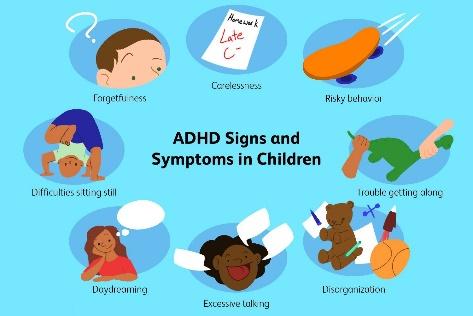 Homework
Late
C-
Forgetfulness
Carelessness
Risky behavior
ADHD Signs and
Symptoms in Children
Difficulties sitting still
Trouble getting along
Daydreaming
Excessive talking
Disorganization
?